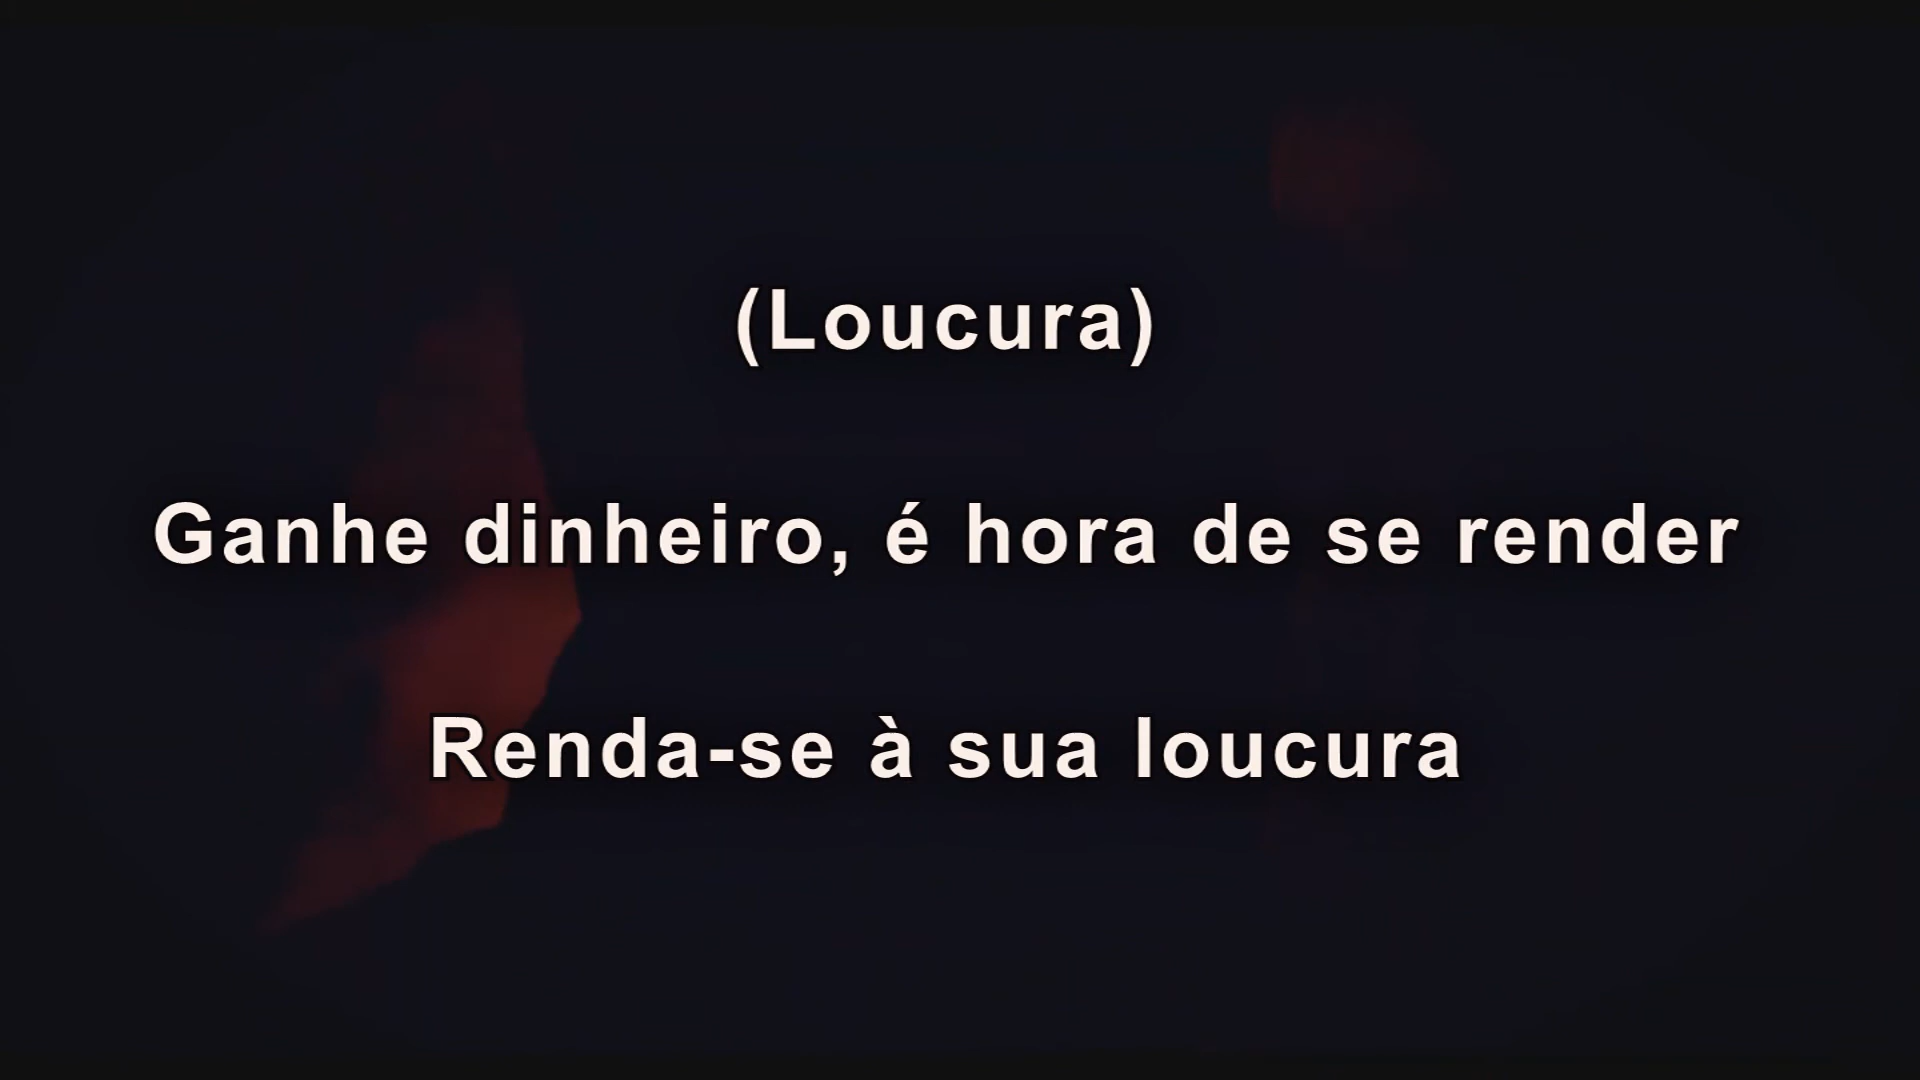 (Loucura)
Ganhe dinheiro, é hora de se render
Renda-se à sua loucura